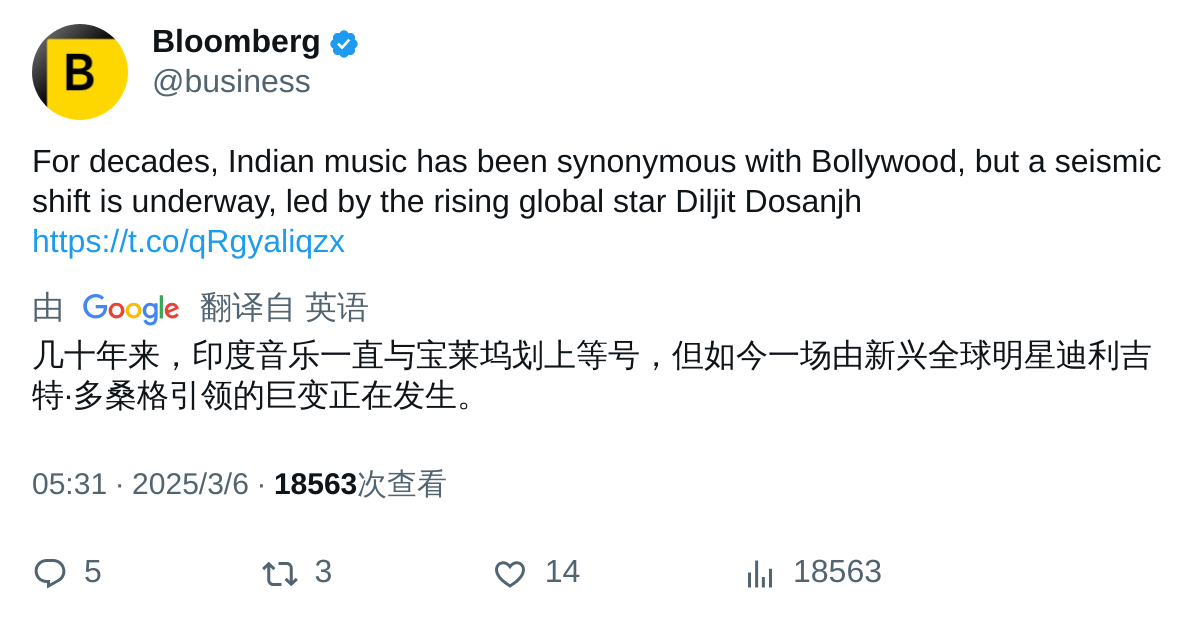 B
Bloomberg
@business
For decades, Indian music has been synonymous with Bollywood, but a seismic
shift is underway, led by the rising global star Diljit Dosanjh
https://t.co/qRgyaliqzx
由 Google 翻译自 英语
几十年来，印度音乐一直与宝莱坞划上等号，但如今一场由新兴全球明星迪利吉
特·多桑格引领的巨变正在发生。
05:31 · 2025/3/6 · 18563次查看
5 3 14 18563